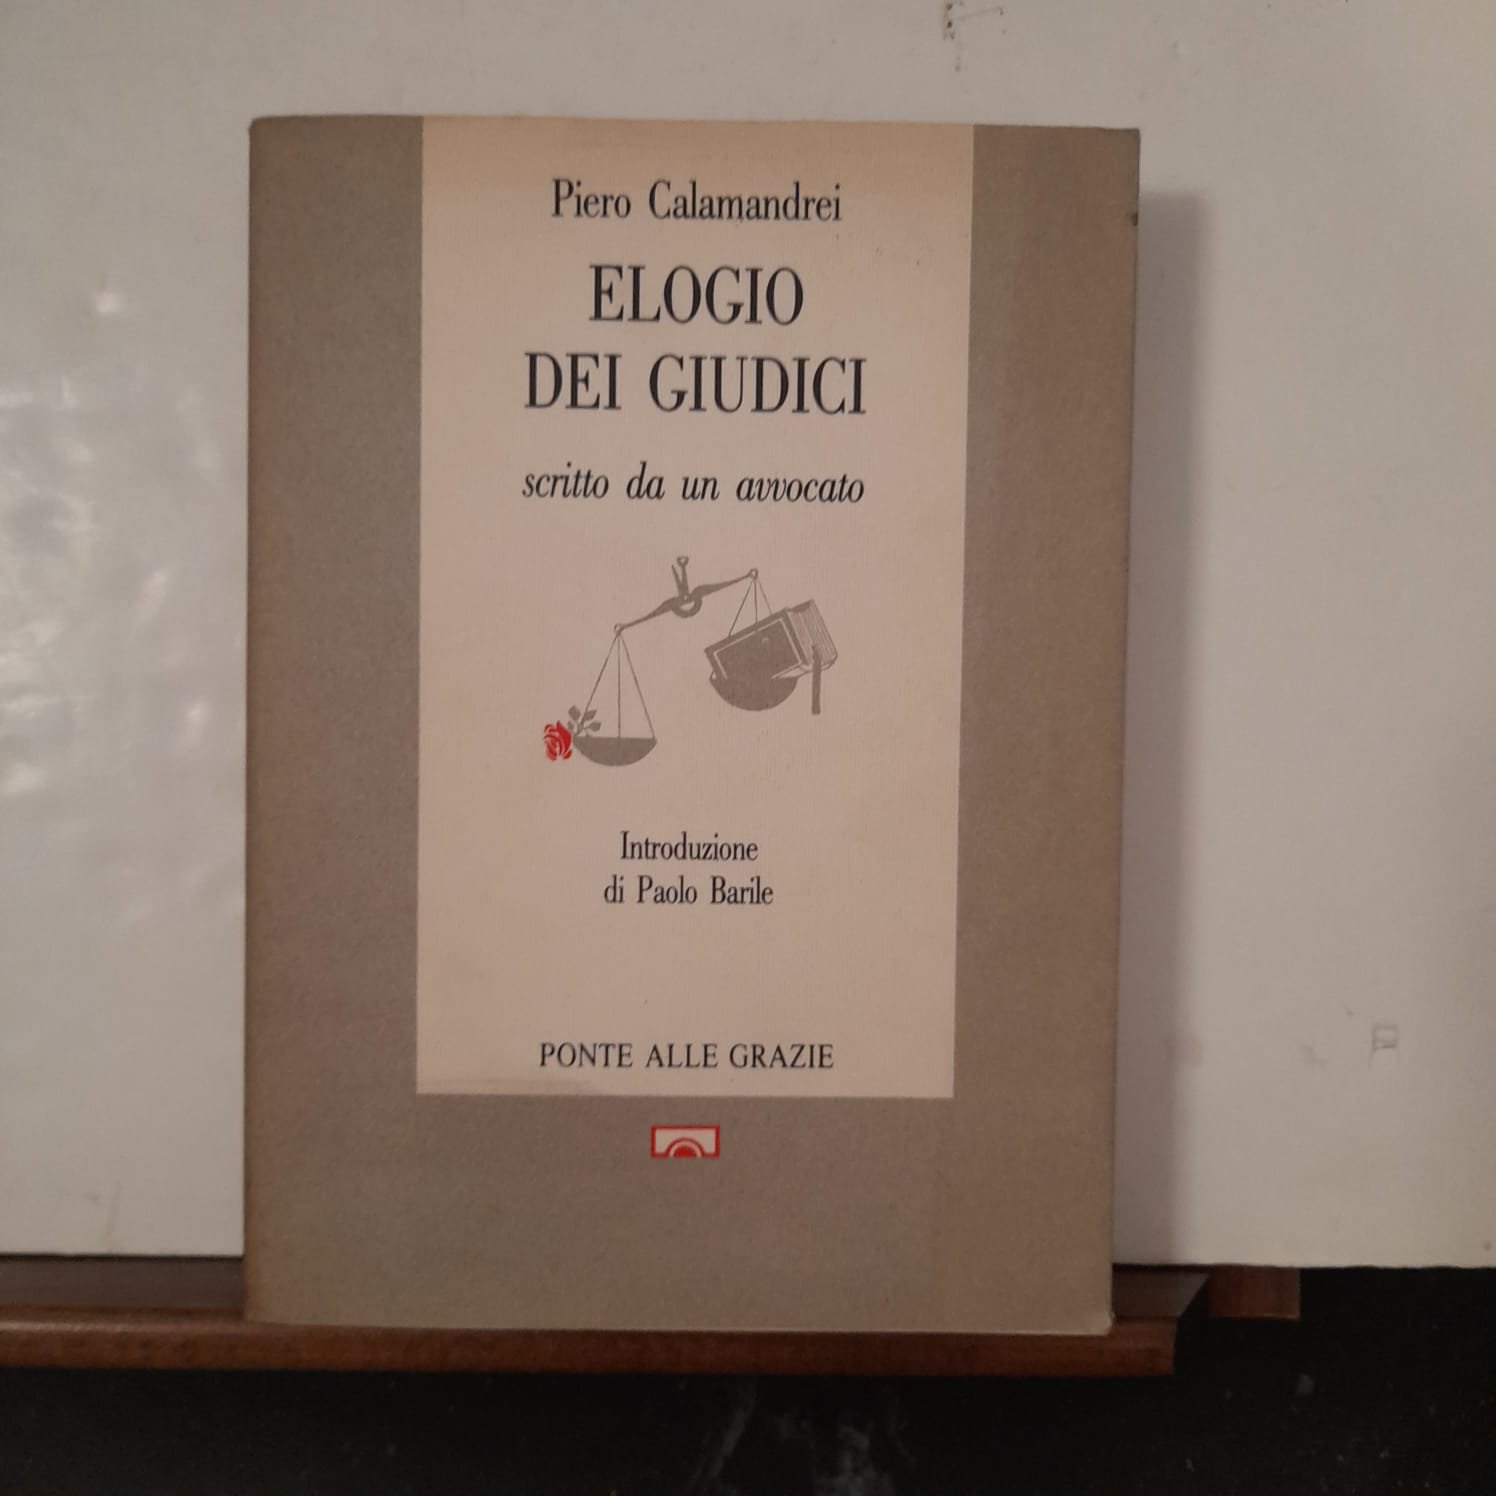 Piero Calamandrei
ELOGIO
DEI GIUDICI
scritto da un avvocato
Introduzione
di Paolo Barile
PONTE ALLE GRAZIE